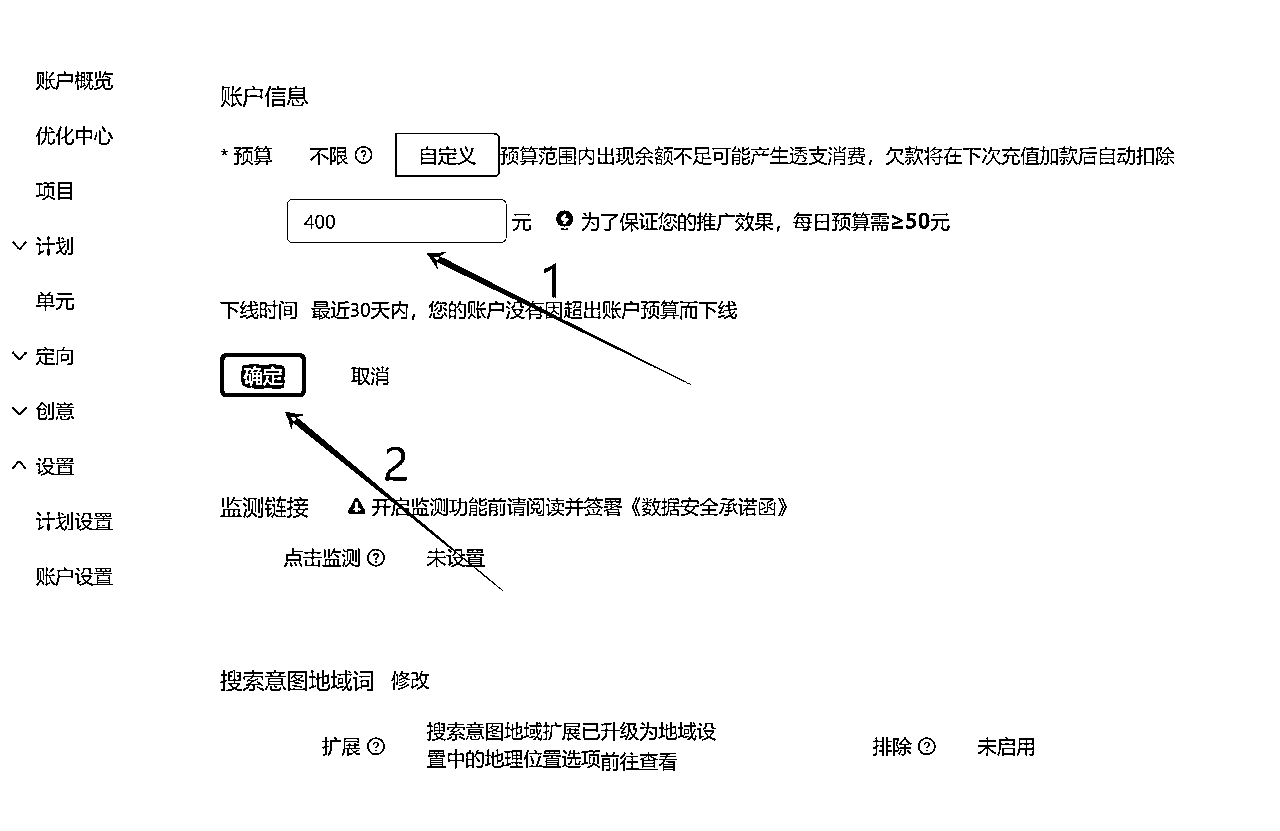 账户概览
优化中心
项目
计划
单元
定向
创意
设置
计划设置
账户设置
账户信息
* 预算 不限 ? 自定义 预算范围内出现余额不足可能产生透支消费，欠款将在下次充值加款后自动扣除
400 元 为了保证您的推广效果，每日预算需≥50元
1
下线时间 最近30天内，您的账户没有因超出账户预算而下线
确定 取消
2
监测链接 开启监测功能前请阅读并签署《数据安全承诺函》
点击监测 ? 未设置
搜索意图地域词 修改
扩展 ? 搜索意图地域扩展已升级为地域设
置中的地理位置选项前往查看
排除 ? 未启用